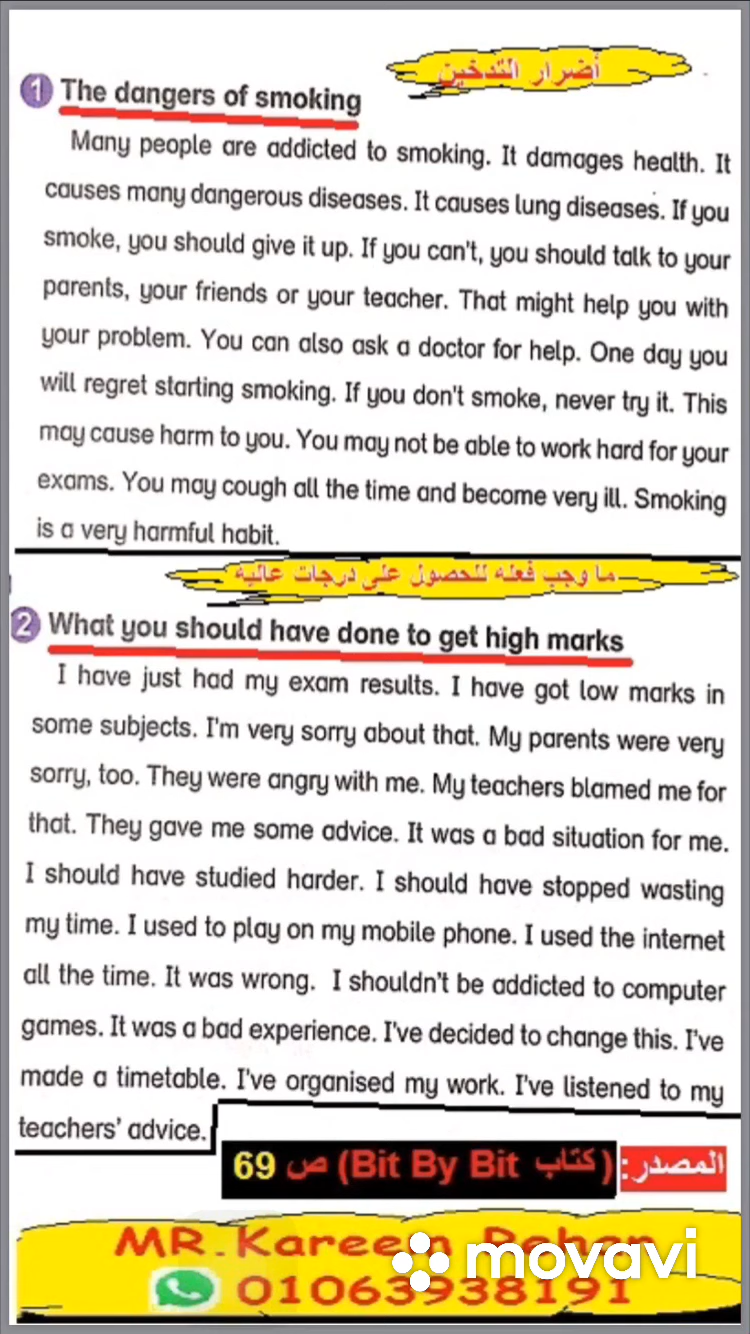 أضرار التدخين
1 The dangers of smoking
Many people are addicted to smoking. It damages health. It
causes many dangerous diseases. It causes lung diseases. If you
smoke, you should give it up. If you can't, you should talk to your
parents, your friends or your teacher. That might help you with
your problem. You can also ask a doctor for help. One day you
will regret starting smoking. If you don't smoke, never try it. This
may cause harm to you. You may not be able to work hard for your
exams. You may cough all the time and become very ill. Smoking
is a very harmful habit.
ما وجب فعله للحصول على درجات عاليه
2 What you should have done to get high marks
I have just had my exam results. I have got low marks in
some subjects. I'm very sorry about that. My parents were very
sorry, too. They were angry with me. My teachers blamed me for
that. They gave me some advice. It was a bad situation for me.
I should have studied harder. I should have stopped wasting
my time. I used to play on my mobile phone. I used the internet
all the time. It was wrong. I shouldn't be addicted to computer
games. It was a bad experience. I've decided to change this. I've
made a timetable. I've organised my work. I've listened to my
teachers' advice.
المصدر: (كتاب Bit By Bit) ص 69
MR.Kareem
movavi
01063938191